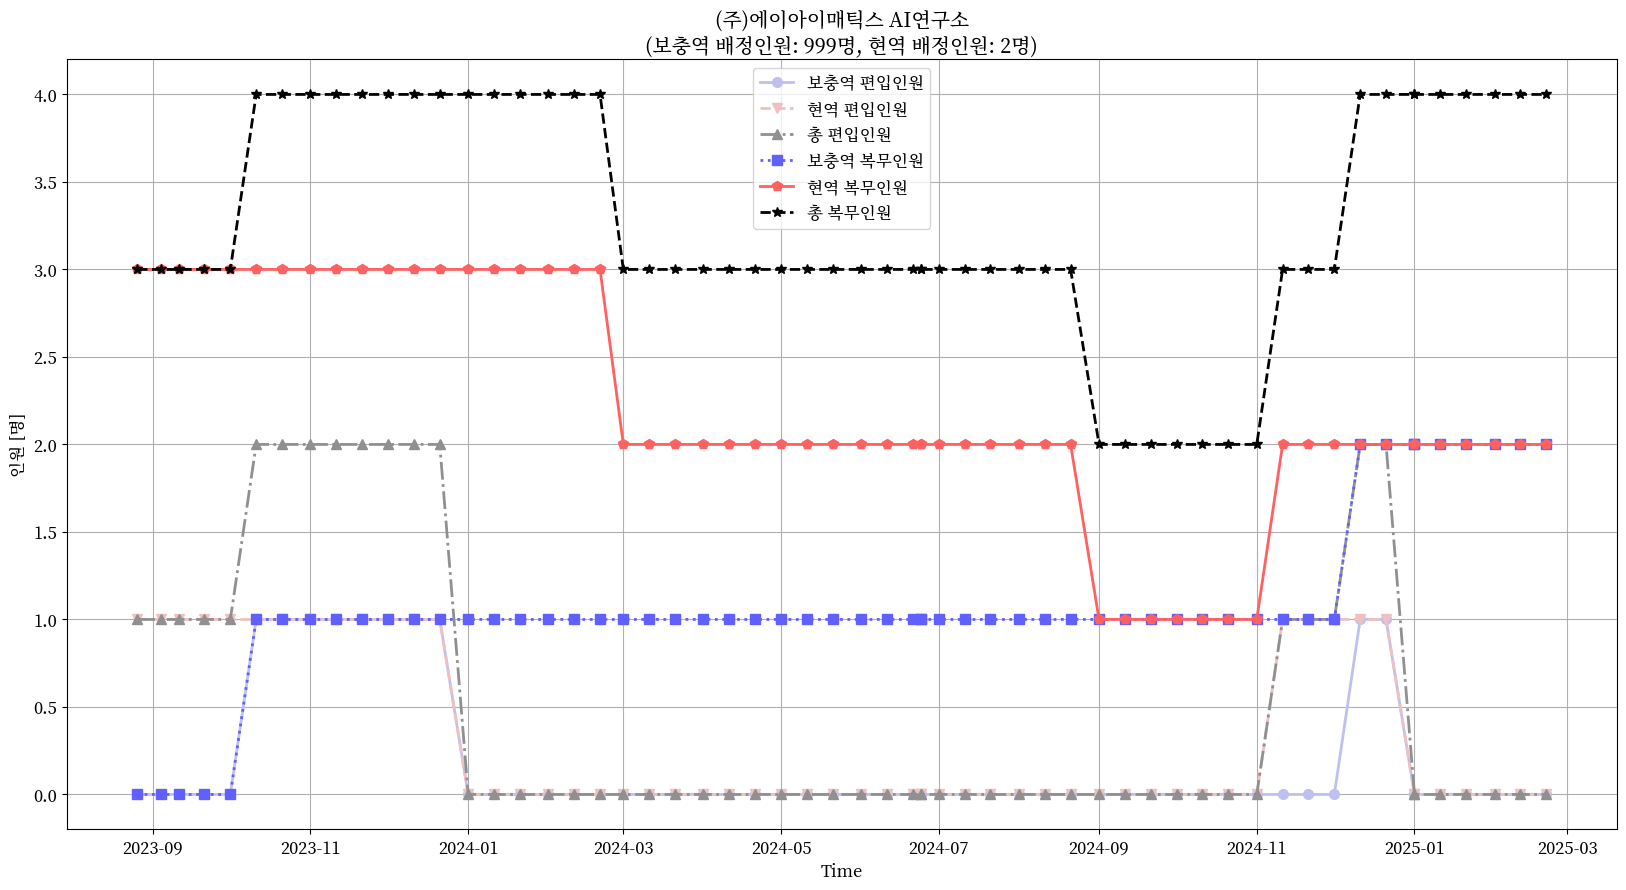 (주)에이아이매틱스 AI연구소
(보충역 배정인원: 999명, 현역 배정인원: 2명)
보충역 편입인원
현역 편입인원
총 편입인원
보충역 복무인원
현역 복무인원
총 복무인원
인원 [명]
4.0
3.5
3.0
2.5
2.0
1.5
1.0
0.5
0.0
2023-09 2023-11 2024-01 2024-03 2024-05 2024-07 2024-09 2024-11 2025-01 2025-03
Time